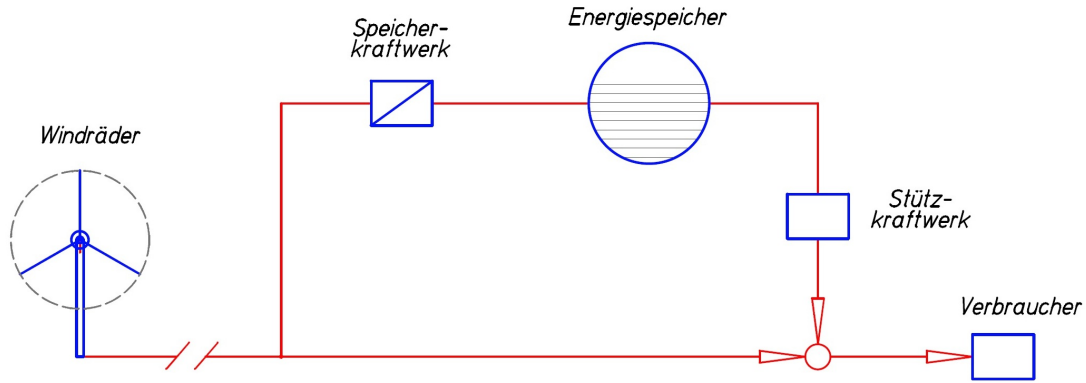 Energiespeicher
Speicher-
kraftwerk
Windräder
Stütz-
kraftwerk
Verbraucher